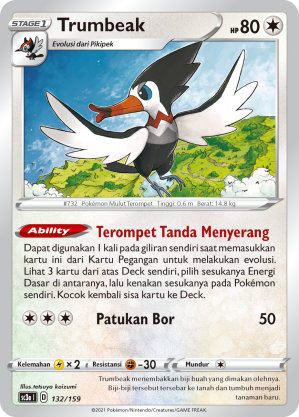 STAGE 1 Trumbeak HP 80
Evolusi dari Pikipek
#732 Pokémon Mulut Terompet Tinggi: 0.6 m Berat: 14.8 kg
Ability Terompet Tanda Menyerang
Dapat digunakan 1 kali pada giliran sendiri saat memasukkan
kartu ini dari Kartu Pegangan untuk melakukan evolusi.
Lihat 3 kartu dari atas Deck sendiri, pilih sesukanya Energi
Dasar di antaranya, lalu kenakan sesukanya pada Pokémon
sendiri. Kocok kembali sisa kartu ke Deck.
Patukan Bor 50
Kelemahan × 2 Resistansi -30 Mundur
Illus. tetsuya koizumi
sc3a I D 132/159
Trumbeak menembakkan biji buah yang dimakan olehnya.
Biji-biji tersebut tersebar ke tanah dan tumbuh menjadi
tanaman baru.
©2021 Pokémon/Nintendo/Creatures/GAME FREAK.